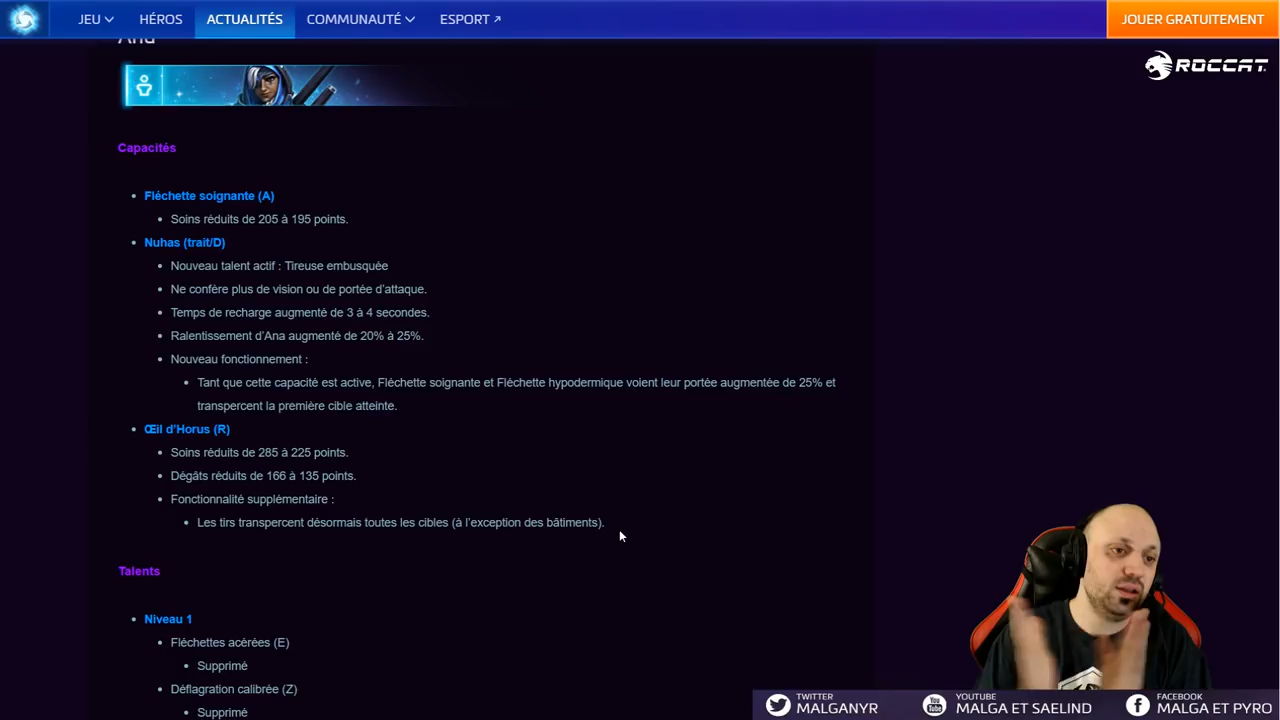 JEU HÉROS ACTUALITÉS COMMUNAUTÉ ESPORT JOUER GRATUITEMENT
Ana
ROCCAT
Capacités
Fléchette soignante (A)
Soins réduits de 205 à 195 points.
Nuhas (trait/D)
Nouveau talent actif : Tireuse embusquée
Ne confère plus de vision ou de portée d’attaque.
Temps de recharge augmenté de 3 à 4 secondes.
Ralentissement d’Ana augmenté de 20% à 25%.
Nouveau fonctionnement :
Tant que cette capacité est active, Fléchette soignante et Fléchette hypodermique voient leur portée augmentée de 25% et
transpercent la première cible atteinte.
Œil d’Horus (R)
Soins réduits de 285 à 225 points.
Dégâts réduits de 166 à 135 points.
Fonctionnalité supplémentaire :
Les tirs transpercent désormais toutes les cibles (à l’exception des bâtiments).
Talents
Niveau 1
Fléchettes acérées (E)
Supprimé
Déflagration calibrée (Z)
Supprimé
TWITTER
MALGANYR
YOUTUBE
MALGA ET SAELIND
FACEBOOK
MALGA ET PYRO